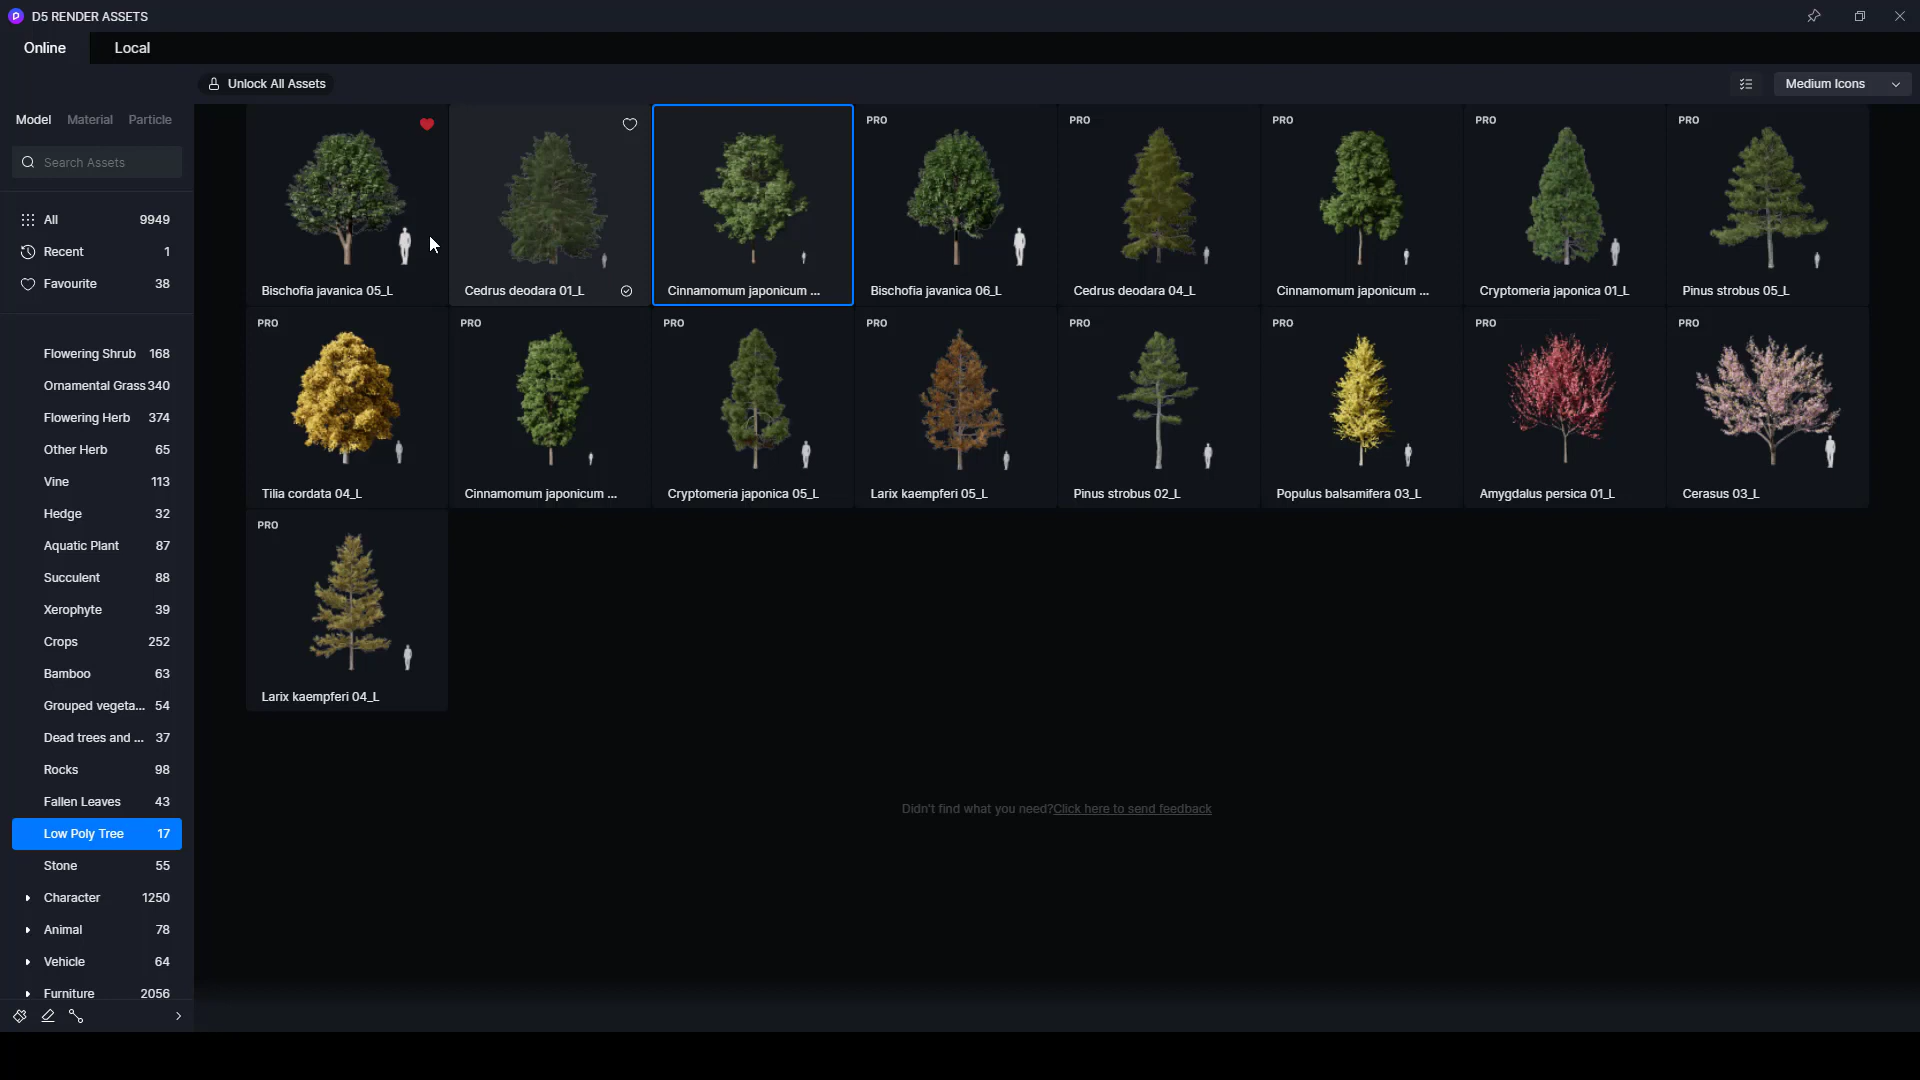 D5 RENDER ASSETS
Online Local
Unlock All Assets Medium Icons
Model Material Particle
Search Assets
All 9949
Recent 1
Favourite 38
Flowering Shrub 168
Ornamental Grass 340
Flowering Herb 374
Other Herb 65
Vine 113
Hedge 32
Aquatic Plant 87
Succulent 88
Xerophyte 39
Crops 252
Bamboo 63
Grouped vegeta... 54
Dead trees and ... 37
Rocks 98
Fallen Leaves 43
Low Poly Tree 17
Stone 55
Character 1250
Animal 78
Vehicle 64
Furniture 2056
PRO PRO PRO PRO PRO
Bischofia javanica 05_L Cedrus deodara 01_L Cinnamomum japonicum ... Bischofia javanica 06_L Cedrus deodara 04_L Cinnamomum japonicum ... Cryptomeria japonica 01_L Pinus strobus 05_L
PRO PRO PRO PRO PRO PRO PRO PRO
Tilia cordata 04_L Cinnamomum japonicum ... Cryptomeria japonica 05_L Larix kaempferi 05_L Pinus strobus 02_L Populus balsamifera 03_L Amygdalus persica 01_L Cerasus 03_L
PRO
Larix kaempferi 04_L
Didn't find what you need?Click here to send feedback